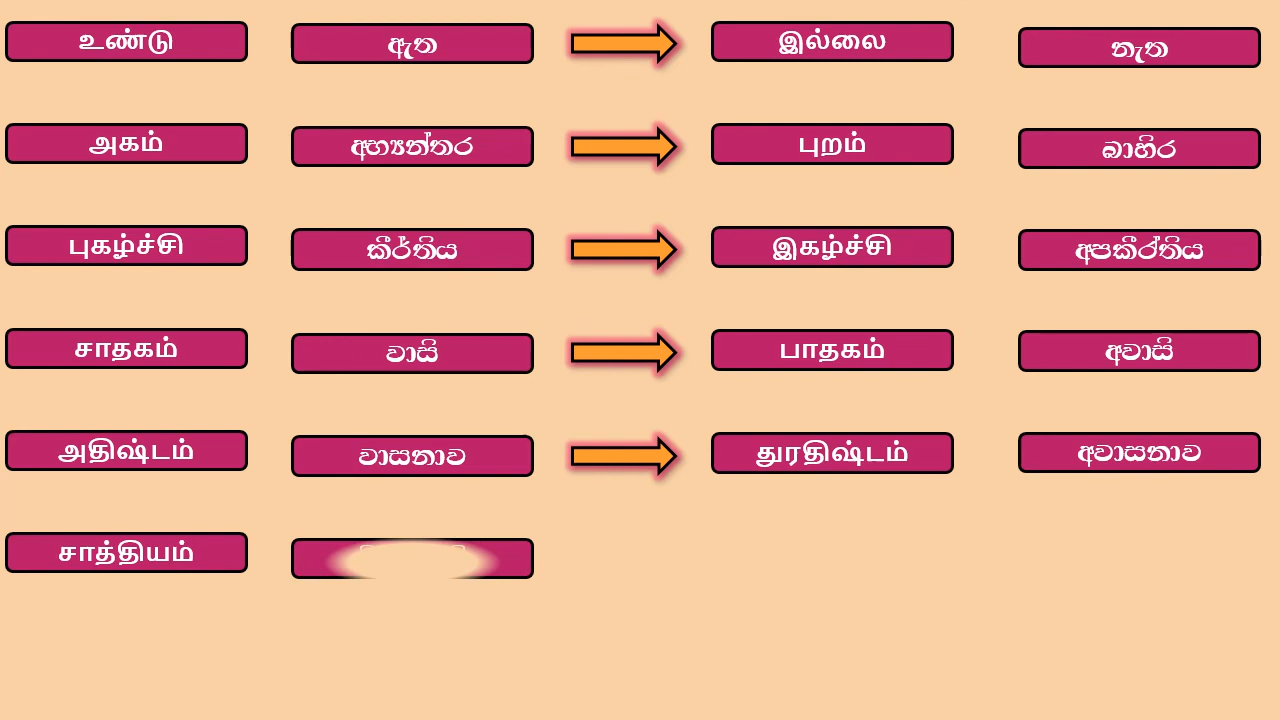 உண்டு ඇත இல்லை නැත
அகம் අභ්‍යන්තර புறம் බාහිර
புகழ்ச்சி කීර්තිය இகழ்ச்சி අපකීර්තිය
சாதகம் වාසි பாதகம் අවාසි
அதிஷ்டம் වාසනාව துரதிஷ்டம் අවාසනාව
சாத்தியம்